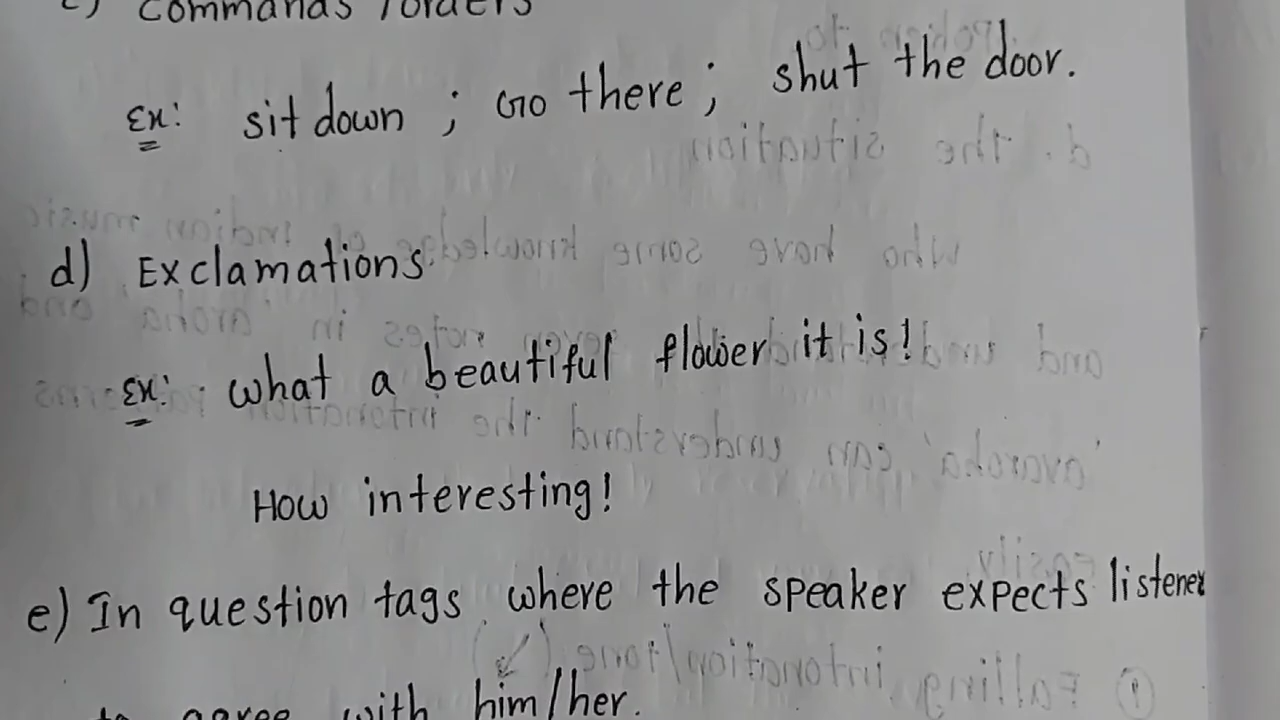 c) Commands / orders
Ex: sit down ; Go there ; shut the door.
d) Exclamations.
Ex: what a beautiful flower it is!
How interesting!
e) In question tags where the speaker expects listener
to agree with him/her.